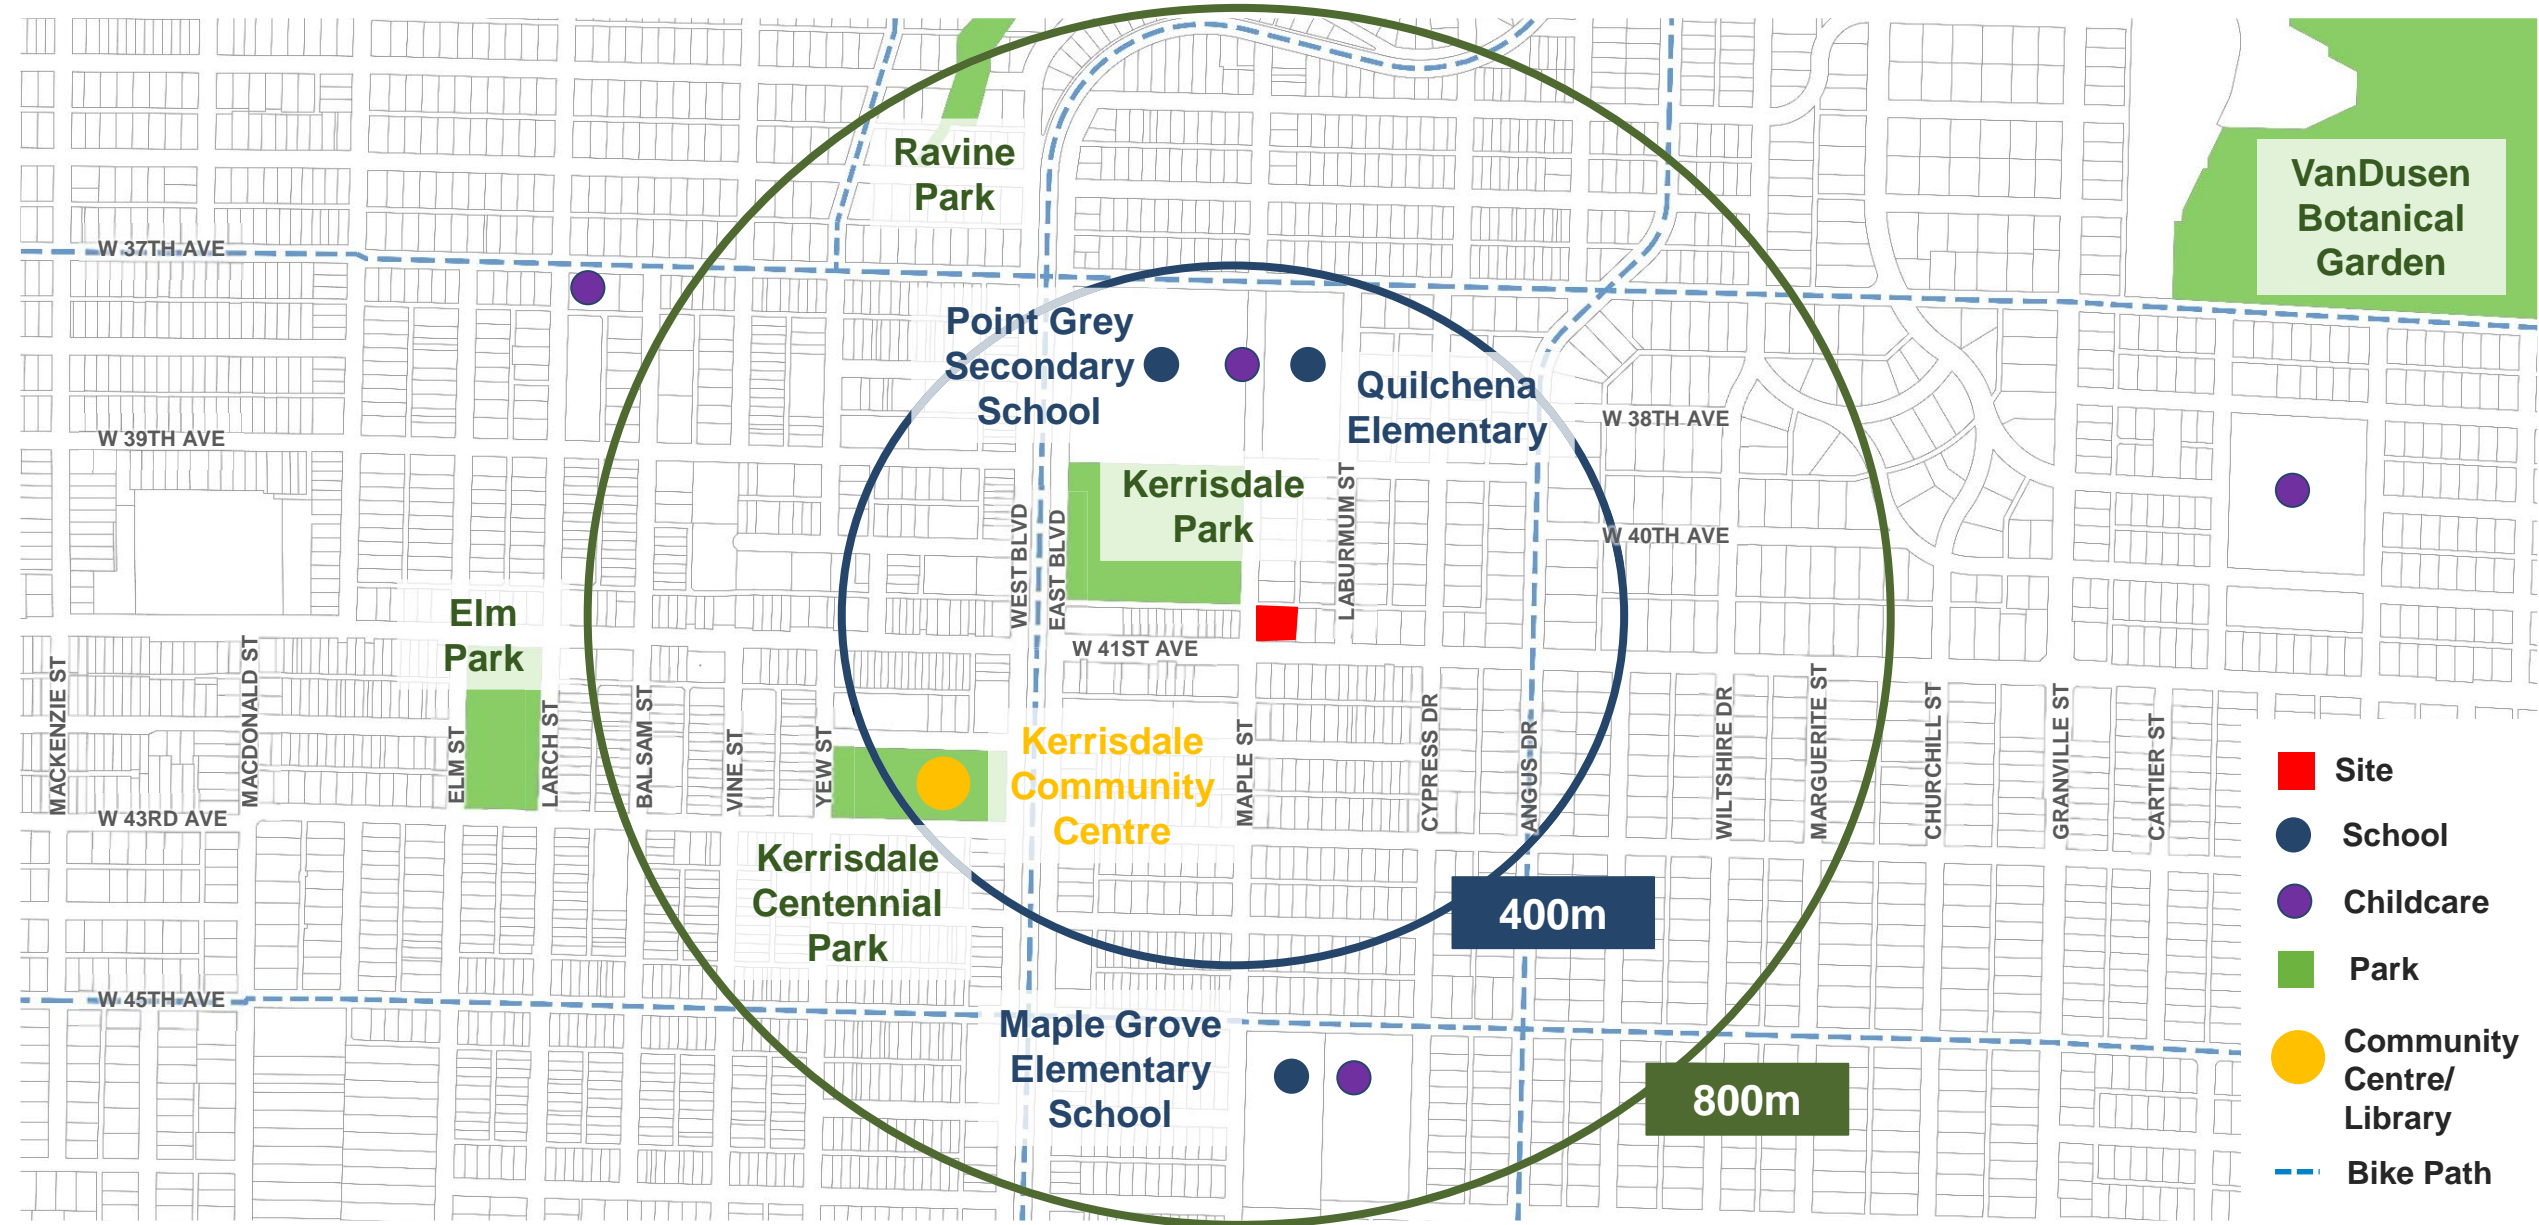 Ravine
Park
VanDusen
Botanical
Garden
W 37TH AVE
Point Grey
Secondary
School
Quilchena
Elementary
W 38TH AVE
W 39TH AVE
Kerrisdale
Park
WEST BLVD
EAST BLVD
LABURMUM ST
W 40TH AVE
Elm
Park
W 41ST AVE
MACKENZIE ST
MACDONALD ST
ELM ST
LARCH ST
BALSAM ST
VINE ST
YEW ST
Kerrisdale
Community
Centre
MAPLE ST
CYPRESS DR
ANGUS DR
WILTSHIRE DR
MARGUERITE ST
CHURCHILL ST
GRANVILLE ST
CARTIER ST
W 43RD AVE
Kerrisdale
Centennial
Park
400m
W 45TH AVE
Maple Grove
Elementary
School
800m
Site
School
Childcare
Park
Community
Centre/
Library
Bike Path